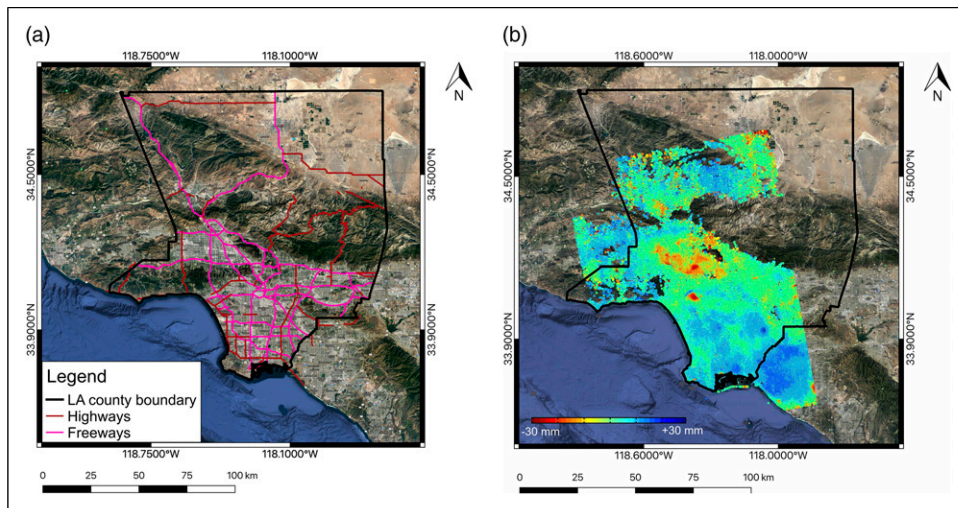 (a)
118.7500°W 118.1000°W
N
34.5000°N 34.5000°N
33.9000°N 33.9000°N
Legend
LA county boundary
Highways
Freeways
118.7500°W 118.1000°W
0 25 50 75 100 km
(b)
118.6000°W 118.0000°W
N
34.5000°N 34.5000°N
33.9000°N 33.9000°N
-30 mm +30 mm
118.6000°W 118.0000°W
0 25 50 75 100 km